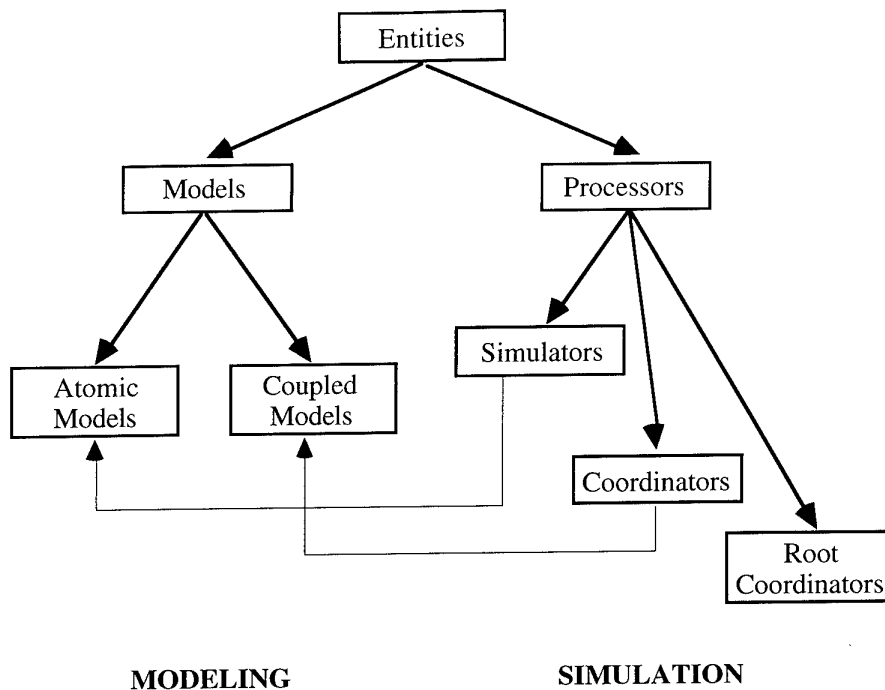 Entities
Models
Processors
Simulators
Atomic
Models
Coupled
Models
Coordinators
Root
Coordinators
MODELING
SIMULATION